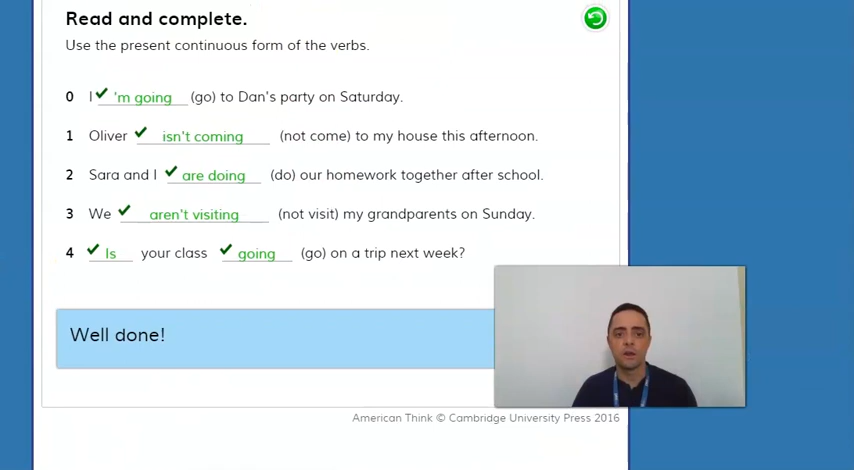 Read and complete.
Use the present continuous form of the verbs.
0 I 'm going (go) to Dan's party on Saturday.
1 Oliver isn't coming (not come) to my house this afternoon.
2 Sara and I are doing (do) our homework together after school.
3 We aren't visiting (not visit) my grandparents on Sunday.
4 Is your class going (go) on a trip next week?
Well done!
American Think © Cambridge University Press 2016